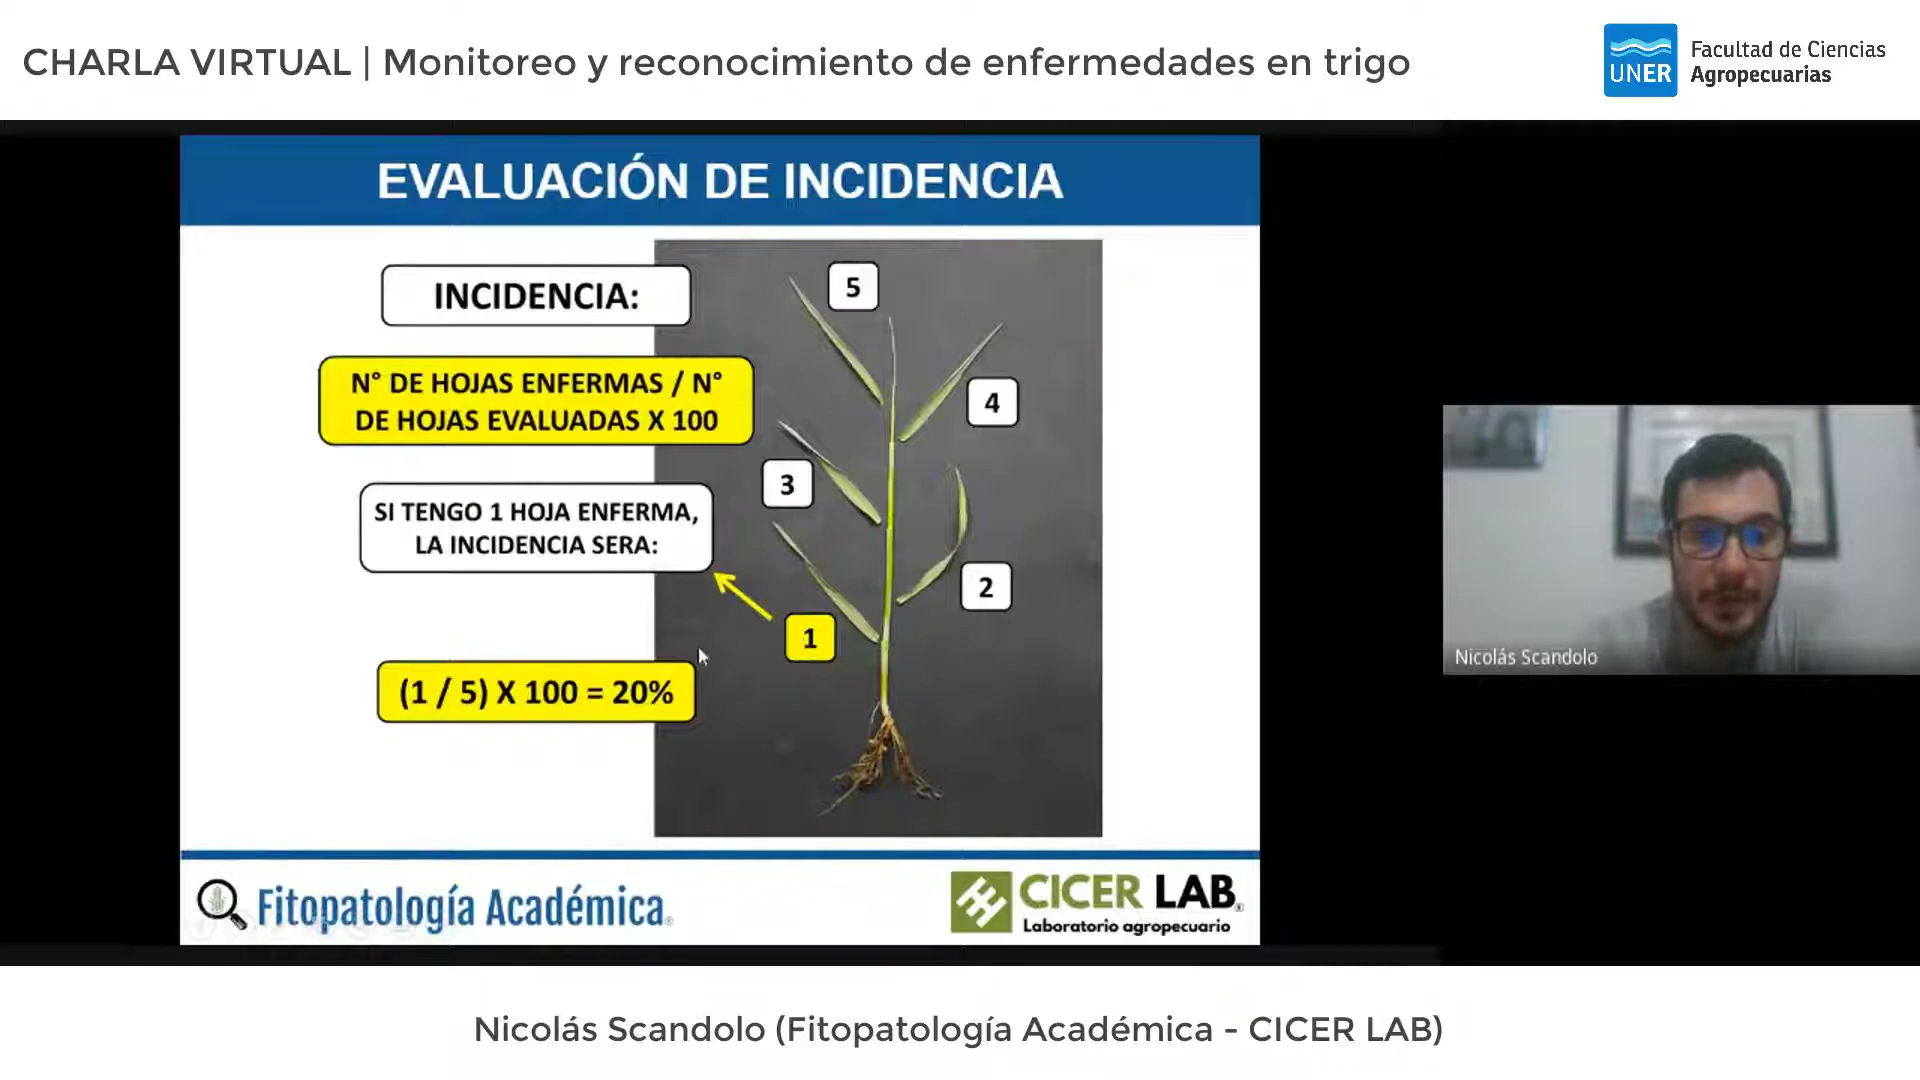 CHARLA VIRTUAL | Monitoreo y reconocimiento de enfermedades en trigo
UNER
Facultad de Ciencias
Agropecuarias
EVALUACIÓN DE INCIDENCIA
INCIDENCIA:
N° DE HOJAS ENFERMAS / N°
DE HOJAS EVALUADAS X 100
SI TENGO 1 HOJA ENFERMA,
LA INCIDENCIA SERA:
(1 / 5) X 100 = 20%
5
4
3
2
1
Nicolás Scandolo
Fitopatología Académica®
CICER LAB®
Laboratorio agropecuario
Nicolás Scandolo (Fitopatología Académica - CICER LAB)